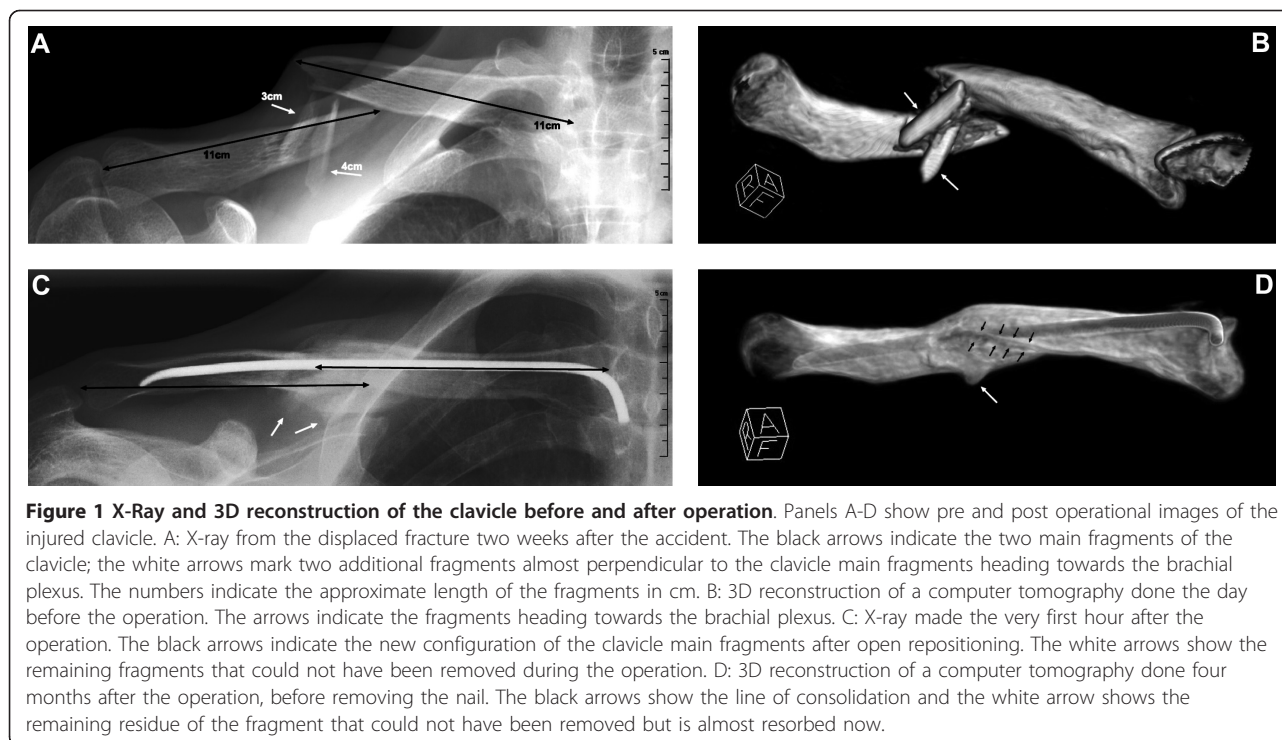 A
5 cm
B
3cm
11cm
11cm
4cm
R A
F
C
5 cm
D
R A
F
Figure 1 X-Ray and 3D reconstruction of the clavicle before and after operation. Panels A-D show pre and post operational images of the
injured clavicle. A: X-ray from the displaced fracture two weeks after the accident. The black arrows indicate the two main fragments of the
clavicle; the white arrows mark two additional fragments almost perpendicular to the clavicle main fragments heading towards the brachial
plexus. The numbers indicate the approximate length of the fragments in cm. B: 3D reconstruction of a computer tomography done the day
before the operation. The arrows indicate the fragments heading towards the brachial plexus. C: X-ray made the very first hour after the
operation. The black arrows indicate the new configuration of the clavicle main fragments after open repositioning. The white arrows show the
remaining fragments that could not have been removed during the operation. D: 3D reconstruction of a computer tomography done four
months after the operation, before removing the nail. The black arrows show the line of consolidation and the white arrow shows the
remaining residue of the fragment that could not have been removed but is almost resorbed now.